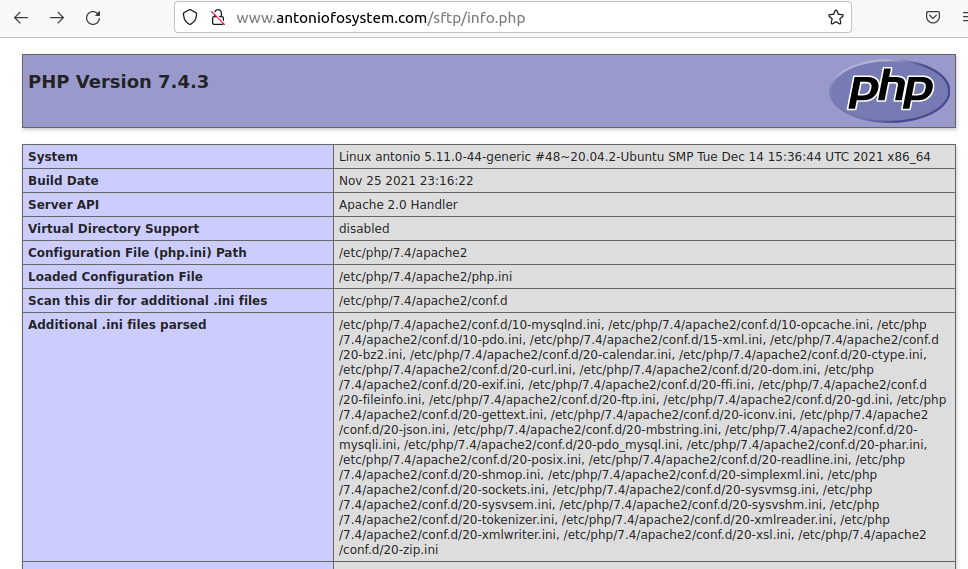 www.antoniofosystem.com/sftp/info.php
PHP Version 7.4.3
php
System Linux antonio 5.11.0-44-generic #48~20.04.2-Ubuntu SMP Tue Dec 14 15:36:44 UTC 2021 x86_64
Build Date Nov 25 2021 23:16:22
Server API Apache 2.0 Handler
Virtual Directory Support disabled
Configuration File (php.ini) Path /etc/php/7.4/apache2
Loaded Configuration File /etc/php/7.4/apache2/php.ini
Scan this dir for additional .ini files /etc/php/7.4/apache2/conf.d
Additional .ini files parsed /etc/php/7.4/apache2/conf.d/10-mysqlnd.ini, /etc/php/7.4/apache2/conf.d/10-opcache.ini, /etc/php
/7.4/apache2/conf.d/10-pdo.ini, /etc/php/7.4/apache2/conf.d/15-xml.ini, /etc/php/7.4/apache2/conf.d
/20-bz2.ini, /etc/php/7.4/apache2/conf.d/20-calendar.ini, /etc/php/7.4/apache2/conf.d/20-ctype.ini,
/etc/php/7.4/apache2/conf.d/20-curl.ini, /etc/php/7.4/apache2/conf.d/20-dom.ini, /etc/php
/7.4/apache2/conf.d/20-exif.ini, /etc/php/7.4/apache2/conf.d/20-ffi.ini, /etc/php/7.4/apache2/conf.d
/20-fileinfo.ini, /etc/php/7.4/apache2/conf.d/20-ftp.ini, /etc/php/7.4/apache2/conf.d/20-gd.ini, /etc/php
/7.4/apache2/conf.d/20-gettext.ini, /etc/php/7.4/apache2/conf.d/20-iconv.ini, /etc/php/7.4/apache2
/conf.d/20-json.ini, /etc/php/7.4/apache2/conf.d/20-mbstring.ini, /etc/php/7.4/apache2/conf.d/20-
mysqli.ini, /etc/php/7.4/apache2/conf.d/20-pdo_mysql.ini, /etc/php/7.4/apache2/conf.d/20-phar.ini,
/etc/php/7.4/apache2/conf.d/20-posix.ini, /etc/php/7.4/apache2/conf.d/20-readline.ini, /etc/php
/7.4/apache2/conf.d/20-shmop.ini, /etc/php/7.4/apache2/conf.d/20-simplexml.ini, /etc/php
/7.4/apache2/conf.d/20-sockets.ini, /etc/php/7.4/apache2/conf.d/20-sysvmsg.ini, /etc/php
/7.4/apache2/conf.d/20-sysvsem.ini, /etc/php/7.4/apache2/conf.d/20-sysvshm.ini, /etc/php
/7.4/apache2/conf.d/20-tokenizer.ini, /etc/php/7.4/apache2/conf.d/20-xmlreader.ini, /etc/php
/7.4/apache2/conf.d/20-xmlwriter.ini, /etc/php/7.4/apache2/conf.d/20-xsl.ini, /etc/php/7.4/apache2
/conf.d/20-zip.ini